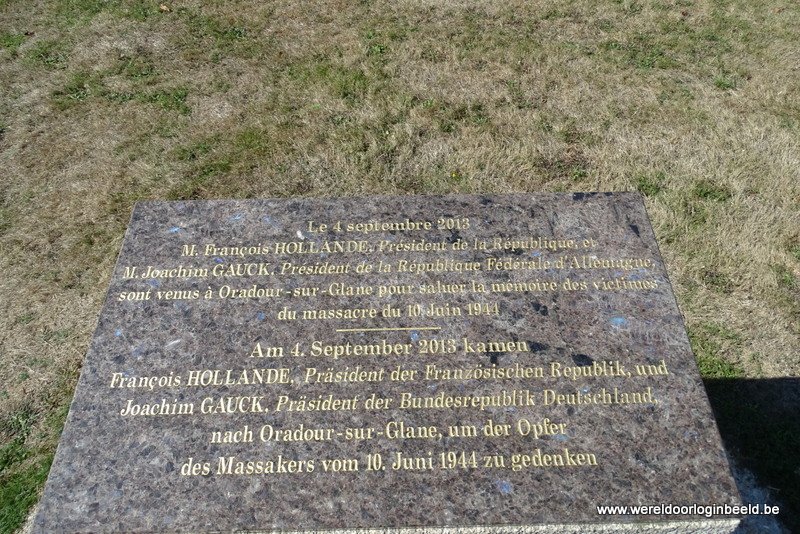 Le 4 septembre 2013
M. François HOLLANDE, Président de la République, et
M. Joachim GAUCK, Président de la République Fédérale d'Allemagne,
sont venus à Oradour-sur-Glane pour saluer la mémoire des victimes
du massacre du 10 Juin 1944
Am 4. September 2013 kamen
François HOLLANDE, Präsident der Französischen Republik, und
Joachim GAUCK, Präsident der Bundesrepublik Deutschland,
nach Oradour-sur-Glane, um der Opfer
des Massakers vom 10. Juni 1944 zu gedenken
www.wereldoorloginbeeld.be